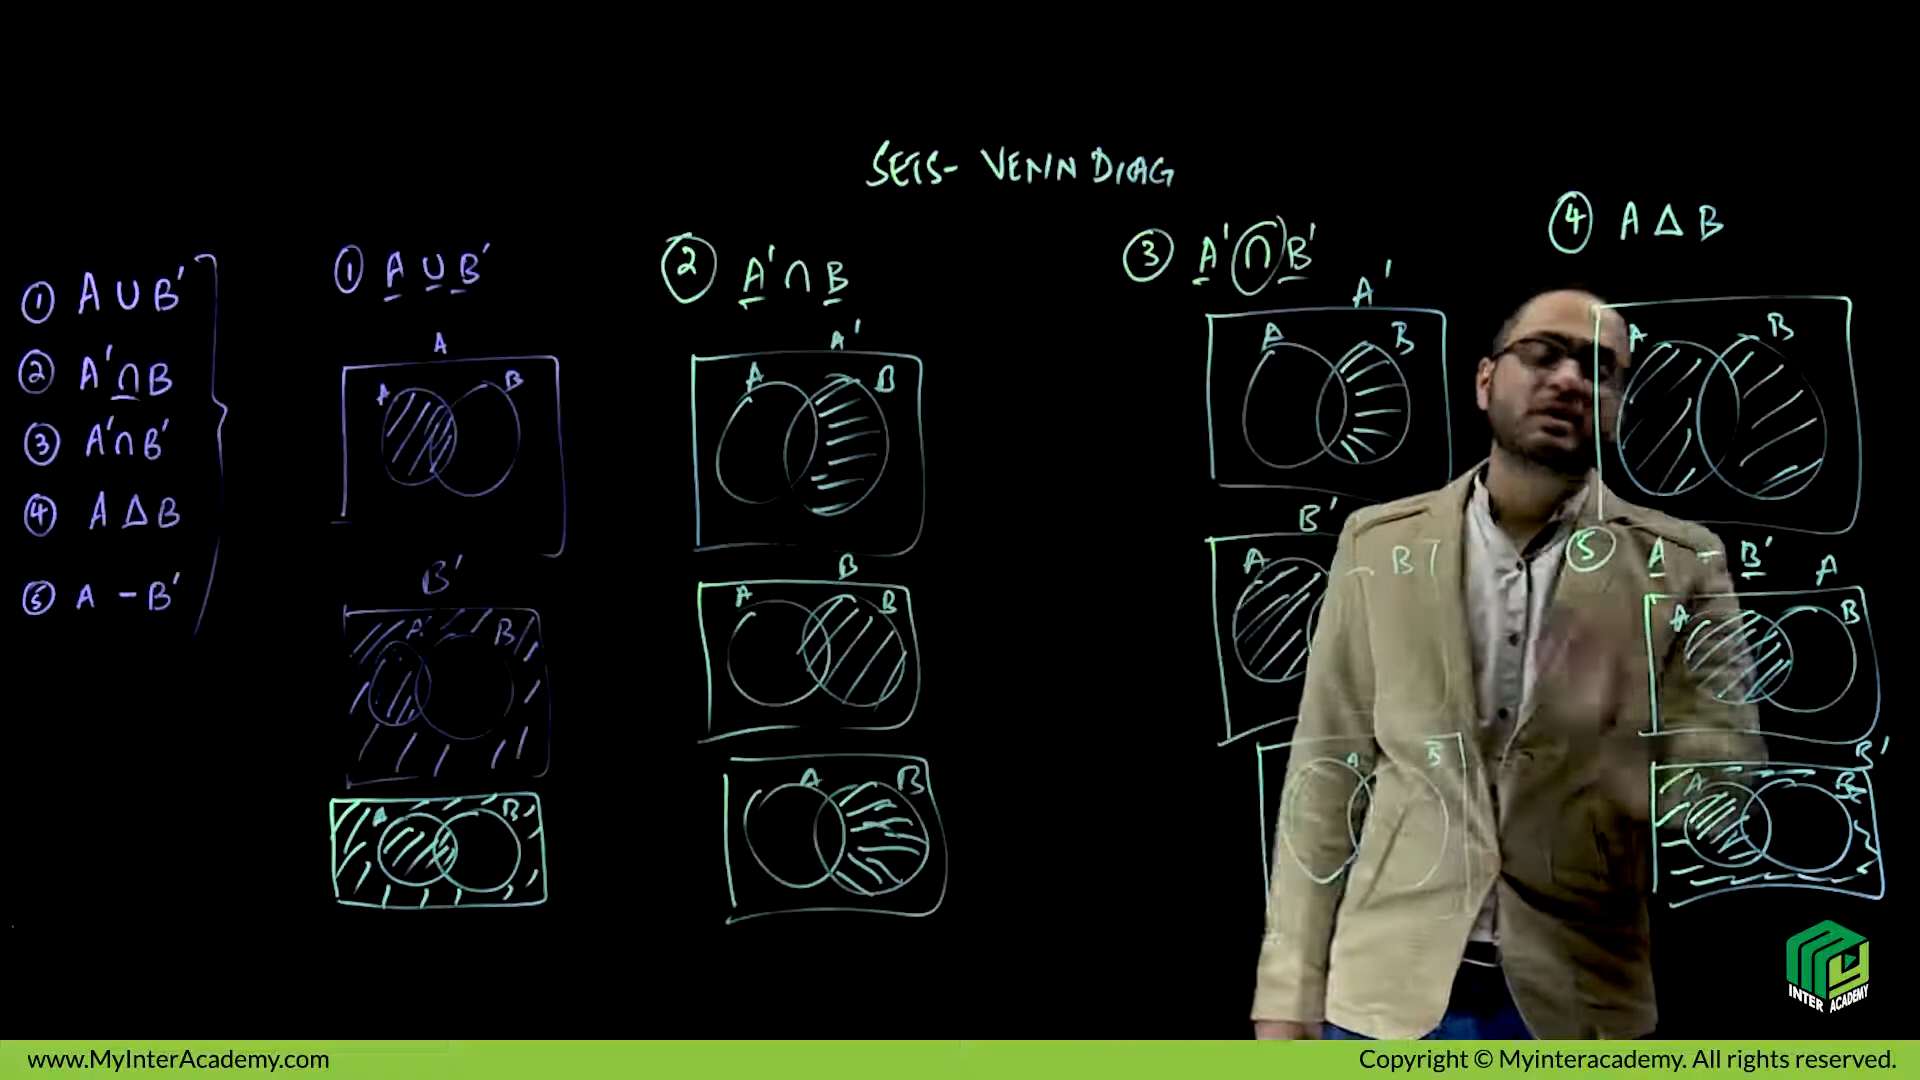 SETS- VENN DIAG
① A ∪ B'
② A' ∩ B
③ A' ∩ B'
④ A Δ B
⑤ A - B'
① A ∪ B'
A
A B
B'
A B
A B
② A' ∩ B
A'
A B
B
A B
A B
③ A' ∩ B'
A'
A B
B'
A
A B
④ A Δ B
A B
⑤ A - B'
A
A B
B'
A B
INTER ACADEMY
www.MyInterAcademy.com
Copyright © Myinteracademy. All rights reserved.